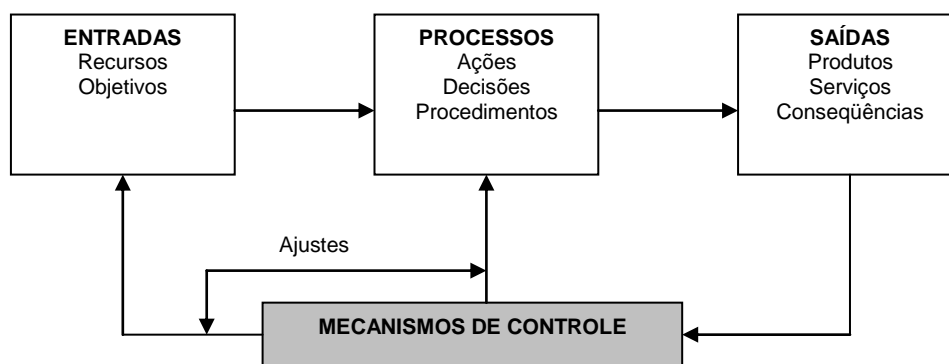 ENTRADAS
Recursos
Objetivos
PROCESSOS
Ações
Decisões
Procedimentos
SAÍDAS
Produtos
Serviços
Conseqüências
Ajustes
MECANISMOS DE CONTROLE